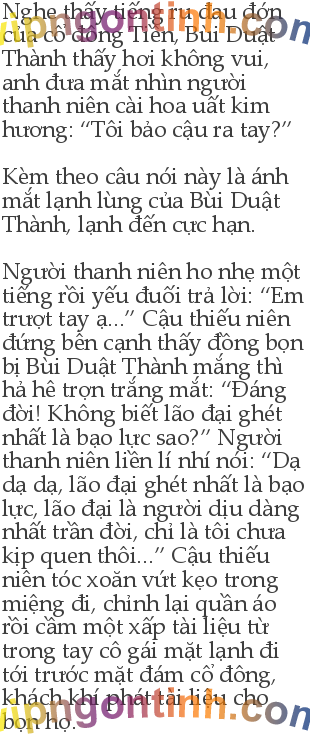 Nghe thấy tiếng ru đau đớn
của cổ đông Tiền, Bùi Duật
Thành thấy hơi không vui,
anh đưa mắt nhìn người
thanh niên cài hoa uất kim
hương: “Tôi bảo cậu ra tay?”
Kèm theo câu nói này là ánh
mắt lạnh lùng của Bùi Duật
Thành, lạnh đến cực hạn.
Người thanh niên ho nhẹ một
tiếng rồi yếu đuối trả lời: “Em
trượt tay ạ...” Cậu thiếu niên
đứng bên cạnh thấy đồng bọn
bị Bùi Duật Thành mắng thì
hả hê trợn trắng mắt: “Đáng
đời! Không biết lão đại ghét
nhất là bạo lực sao?” Người
thanh niên liền lí nhí nói: “Dạ
dạ dạ, lão đại ghét nhất là bạo
lực, lão đại là người dịu dàng
nhất trần đời, chỉ là tôi chưa
kịp quen thôi...” Cậu thiếu
niên tóc xoăn vứt kẹo trong
miệng đi, chỉnh lại quần áo
rồi cầm một xấp tài liệu từ
trong tay cô gái mặt lạnh đi
tới trước mặt đám cổ đông,
khách khí phát tài liệu cho
bọn họ.